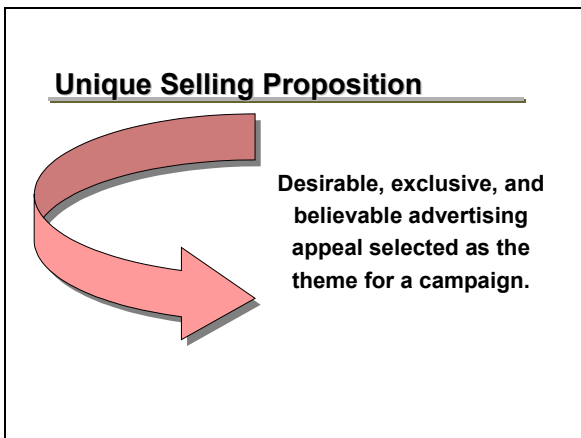 Unique Selling Proposition
Desirable, exclusive, and
believable advertising
appeal selected as the
theme for a campaign.